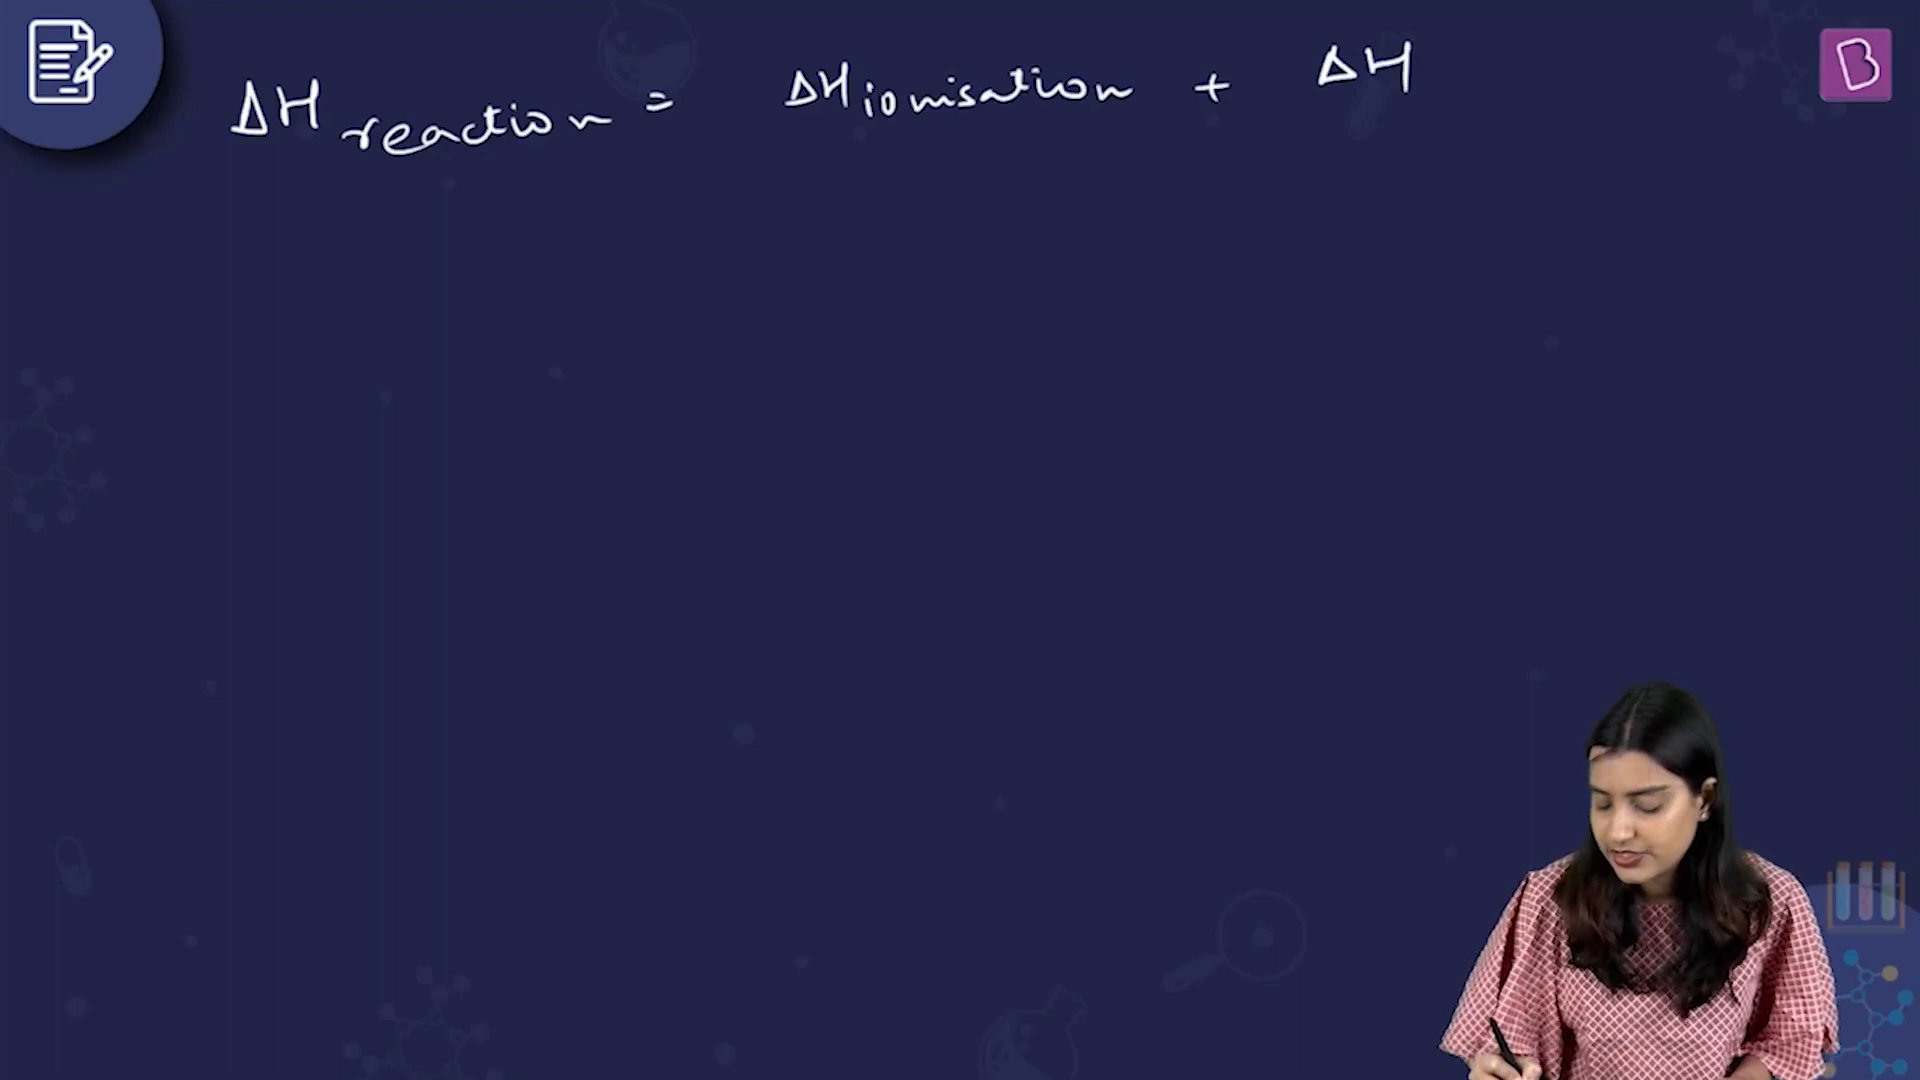 ΔH reaction = ΔH ionisation + ΔH
B